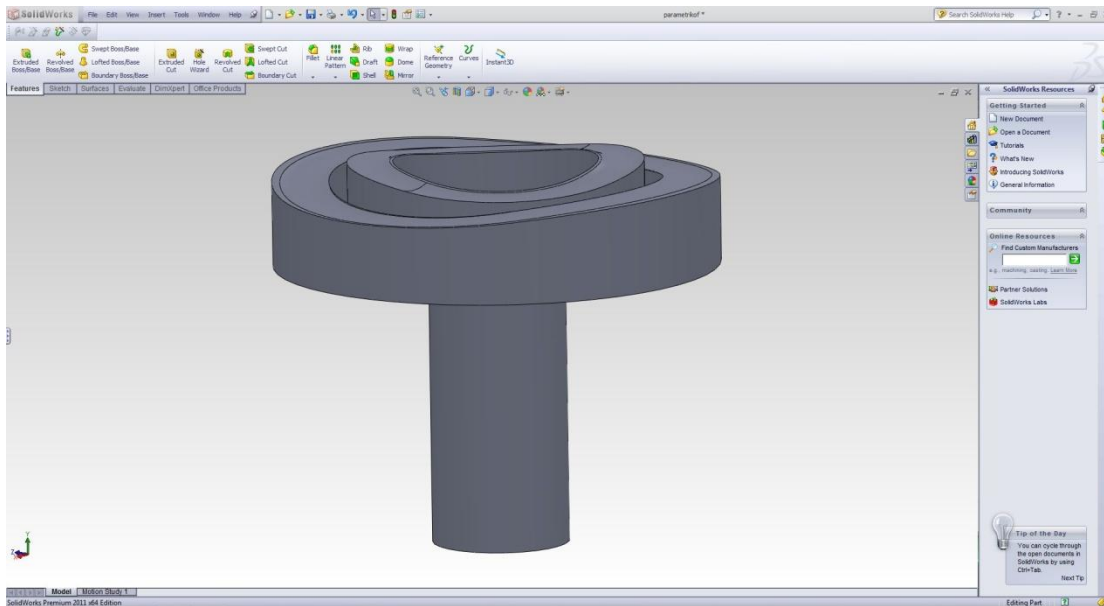 SolidWorks File Edit View Insert Tools Window Help parametrkof * Search SolidWorks Help
Extruded Boss/Base Revolved Boss/Base Swept Boss/Base Lofted Boss/Base Boundary Boss/Base Extruded Cut Hole Wizard Revolved Cut Swept Cut Lofted Cut Boundary Cut Fillet Linear Pattern Rib Draft Shell Wrap Dome Mirror Reference Geometry Curves Instant3D
Features Sketch Surfaces Evaluate DimXpert Office Products
SolidWorks Resources
Getting Started
New Document
Open a Document
Tutorials
What's New
Introducing SolidWorks
General Information
Community
Online Resources
Find Custom Manufacturers
e.g., machining, casting. Learn More
Partner Solutions
SolidWorks Labs
Tip of the Day
You can cycle through
the open documents in
SolidWorks by using
Ctrl+Tab.
Next Tip
Y
Z
Model Motion Study 1
SolidWorks Premium 2011 x64 Edition Editing Part